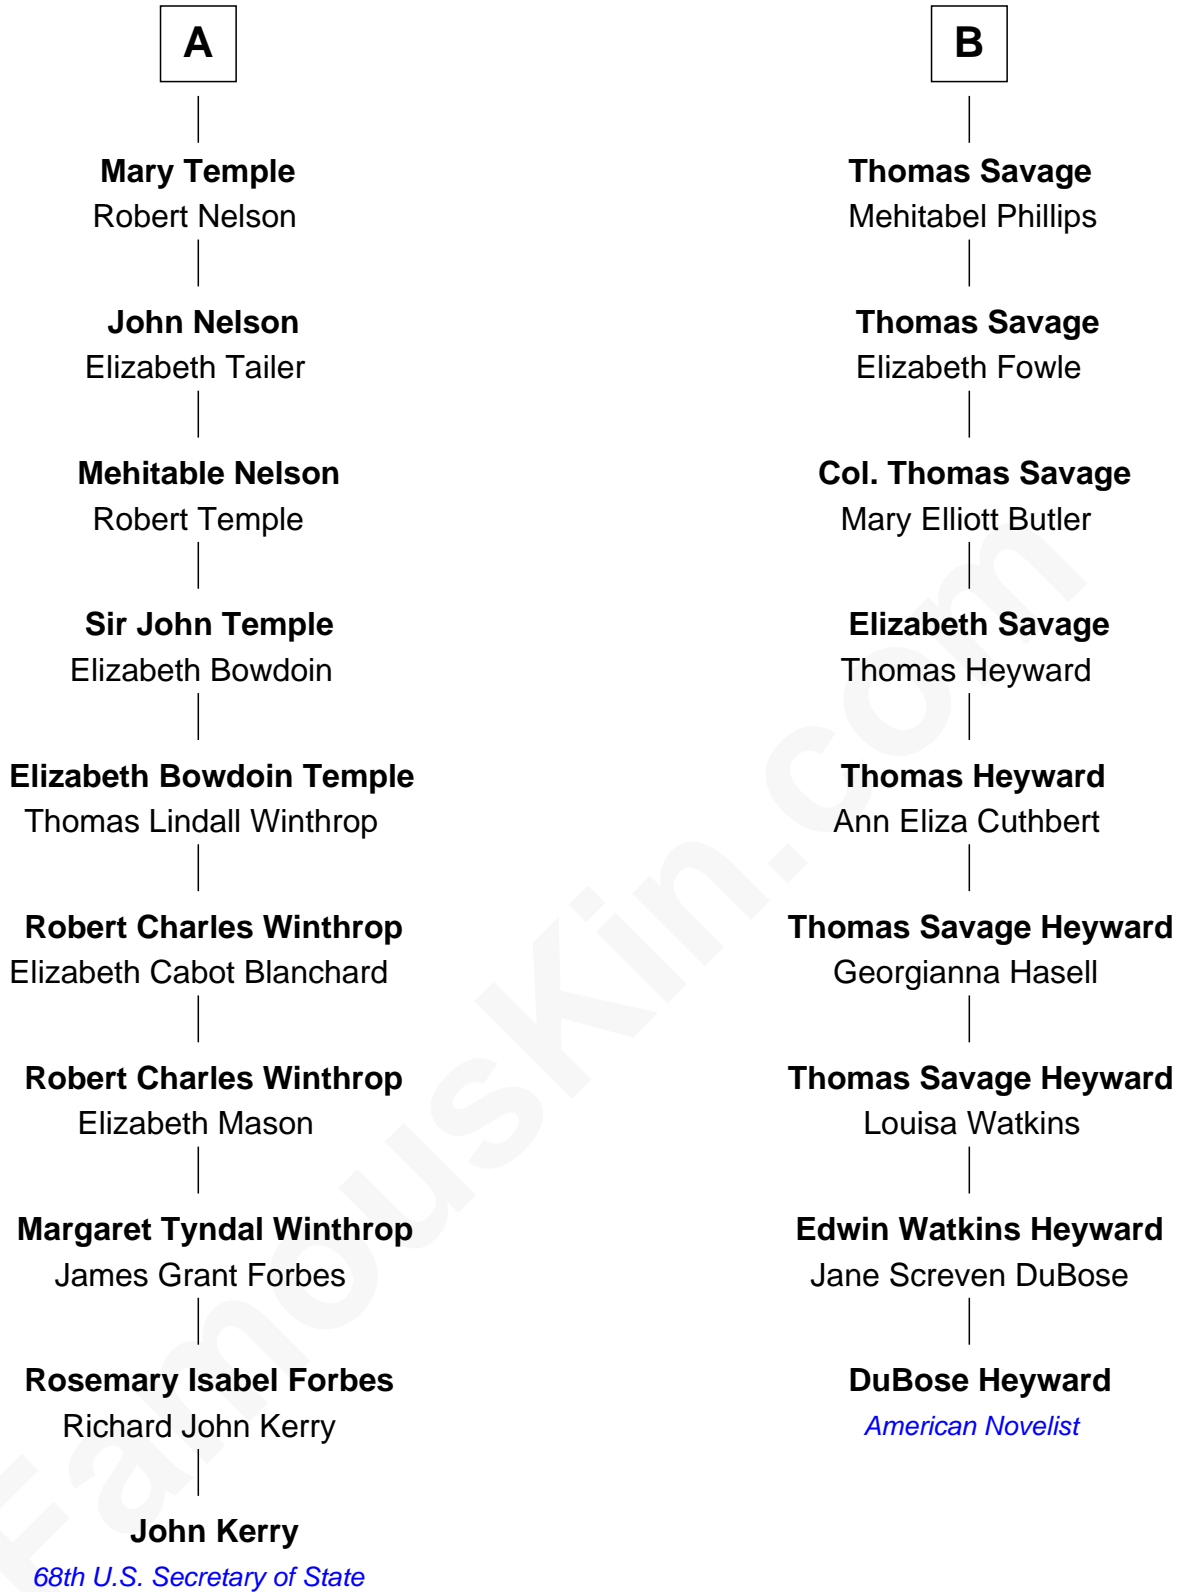 A
Mary Temple
Robert Nelson
John Nelson
Elizabeth Tailer
Mehitable Nelson
Robert Temple
Sir John Temple
Elizabeth Bowdoin
Elizabeth Bowdoin Temple
Thomas Lindall Winthrop
Robert Charles Winthrop
Elizabeth Cabot Blanchard
Robert Charles Winthrop
Elizabeth Mason
Margaret Tyndal Winthrop
James Grant Forbes
Rosemary Isabel Forbes
Richard John Kerry
John Kerry
68th U.S. Secretary of State
B
Thomas Savage
Mehitabel Phillips
Thomas Savage
Elizabeth Fowle
Col. Thomas Savage
Mary Elliott Butler
Elizabeth Savage
Thomas Heyward
Thomas Heyward
Ann Eliza Cuthbert
Thomas Savage Heyward
Georgianna Hasell
Thomas Savage Heyward
Louisa Watkins
Edwin Watkins Heyward
Jane Screven DuBose
DuBose Heyward
American Novelist
FamousKin.com